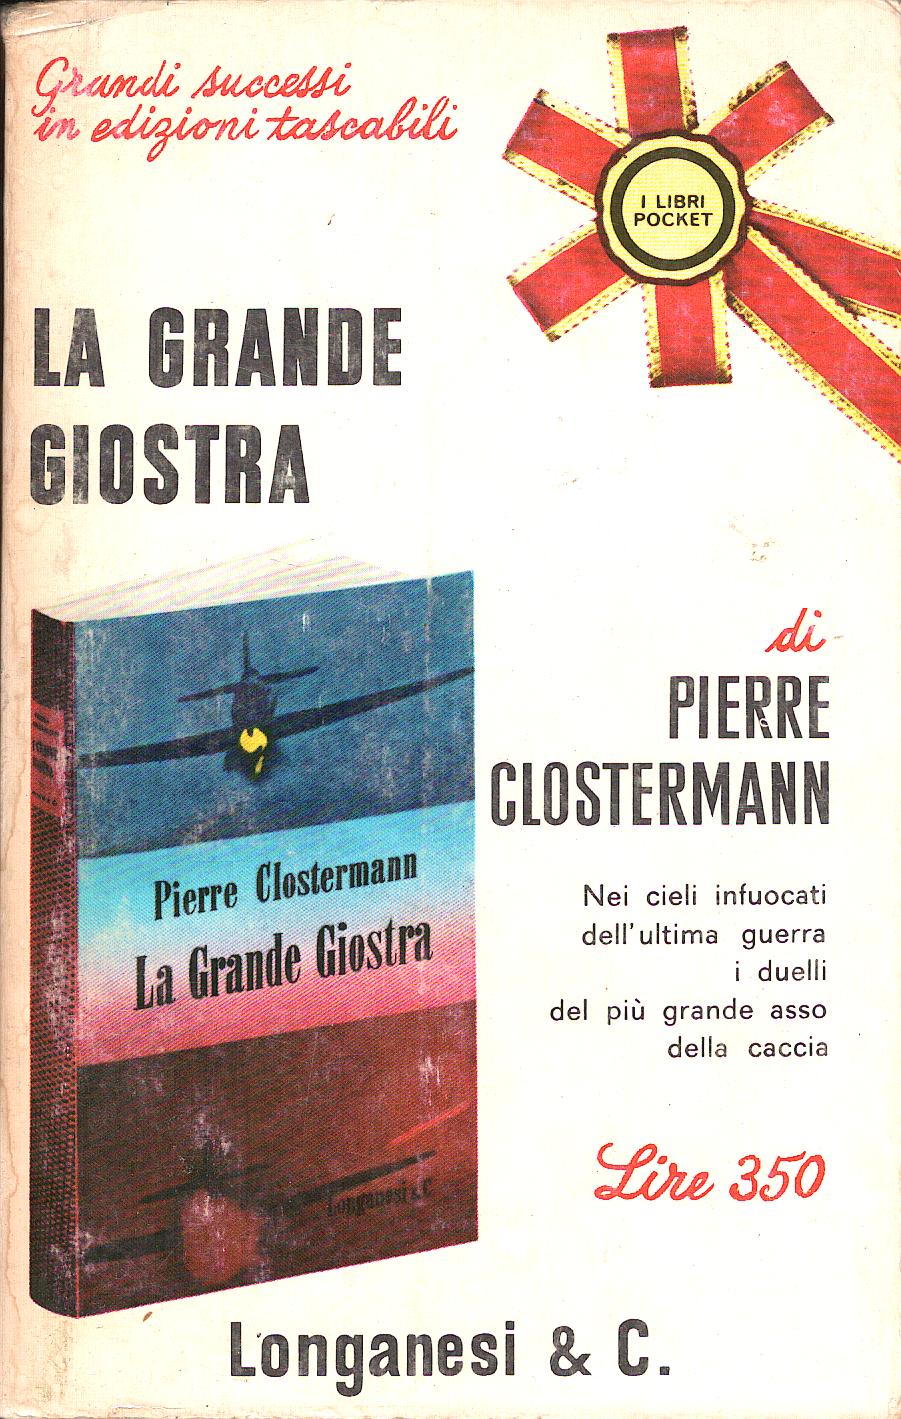 Grandi successi
in edizioni tascabili
I LIBRI
POCKET
LA GRANDE
GIOSTRA
di
PIERRE
CLOSTERMANN
Pierre Clostermann
La Grande Giostra
Longanesi & C
Nei cieli infuocati
dell'ultima guerra
i duelli
del più grande asso
della caccia
Lire 350
Longanesi & C.